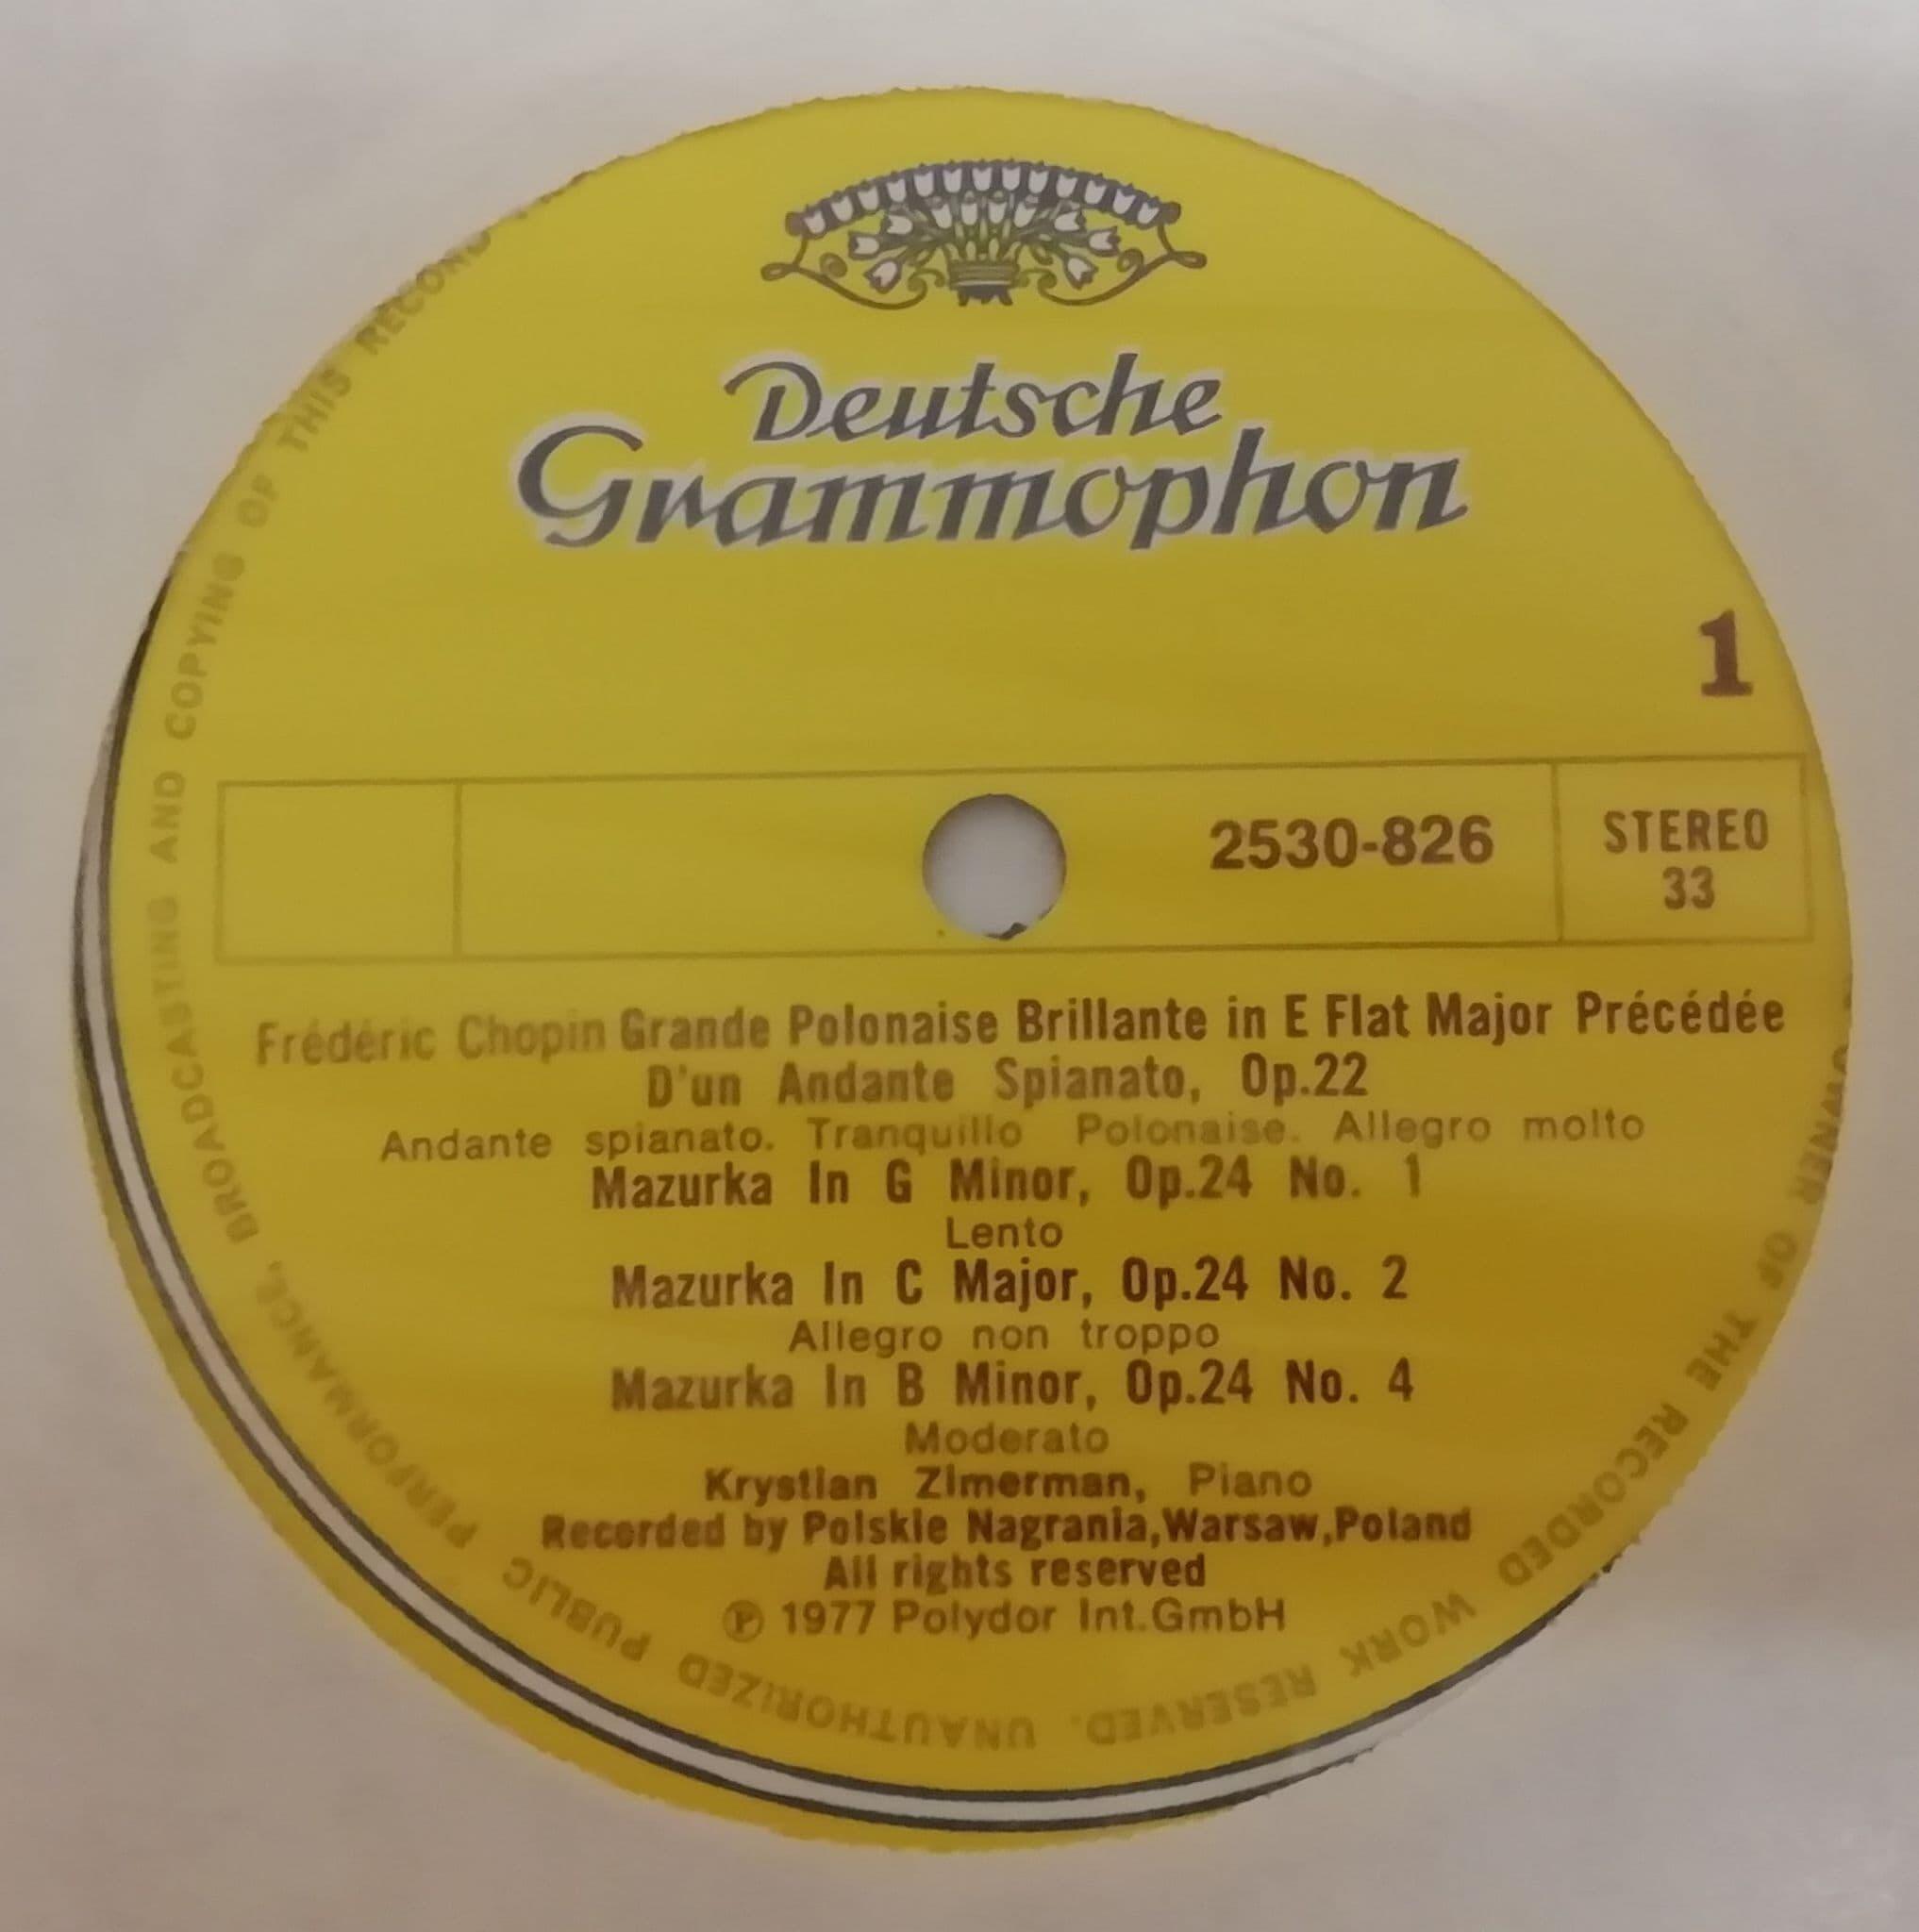 Deutsche
Grammophon
1
2530-826
STEREO
33
Frédéric Chopin Grande Polonaise Brillante in E Flat Major Précédée
D'un Andante Spianato, Op.22
Andante spianato. Tranquillo Polonaise. Allegro molto
Mazurka In G Minor, Op.24 No. 1
Lento
Mazurka In C Major, Op.24 No. 2
Allegro non troppo
Mazurka In B Minor, Op.24 No. 4
Moderato
Krystian Zimerman, Piano
Recorded by Polskie Nagrania,Warsaw,Poland
All rights reserved
℗ 1977 Polydor Int.GmbH
OWNER OF THE RECORDED WORK RESERVED. UNAUTHORIZED PUBLIC PERFORMANCE, BROADCASTING AND COPYING OF THIS RECORD